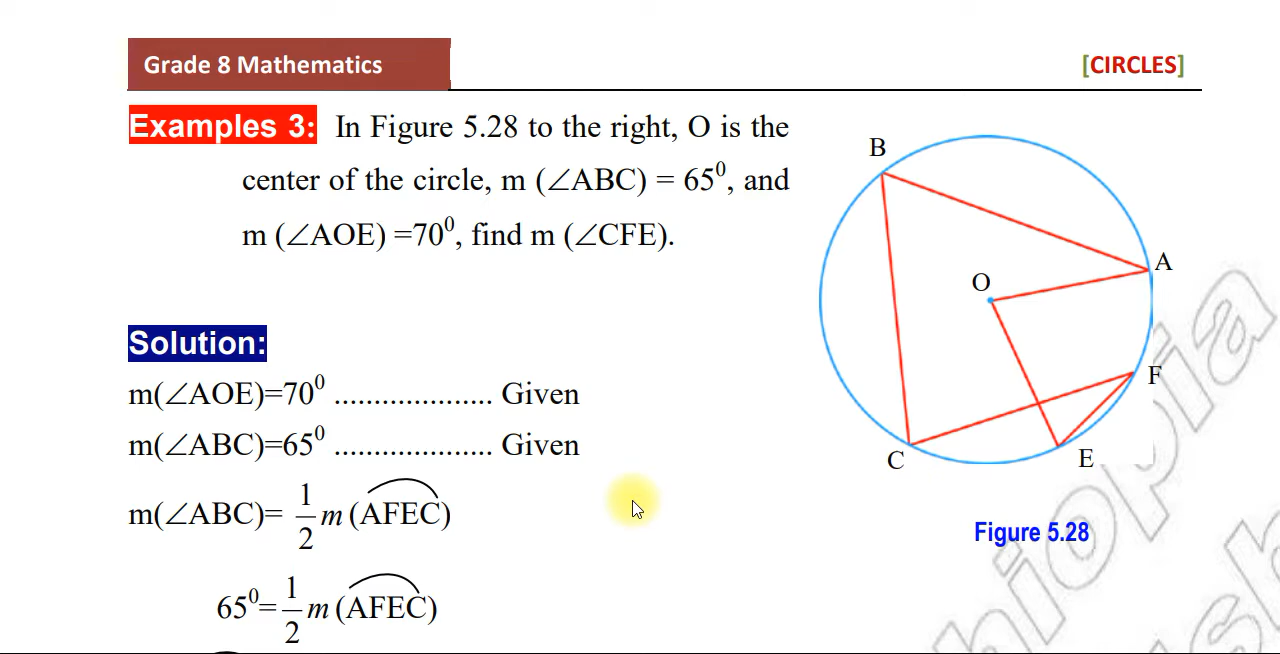 Grade 8 Mathematics
[CIRCLES]
Examples 3: In Figure 5.28 to the right, O is the
center of the circle, m (∠ABC) = 65⁰, and
m (∠AOE) =70⁰, find m (∠CFE).
Solution:
m(∠AOE)=70⁰ .................... Given
m(∠ABC)=65⁰ .................... Given
m(∠ABC)= 1/2 m (AFEC)
65⁰= 1/2 m (AFEC)
B
A
O
F
C
E
Figure 5.28